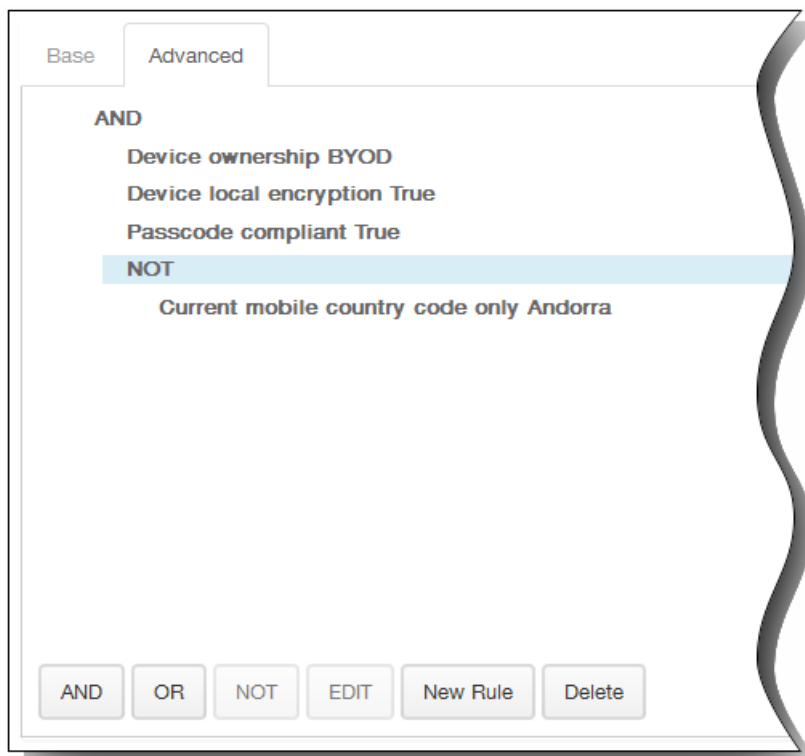 Base Advanced
AND
Device ownership BYOD
Device local encryption True
Passcode compliant True
NOT
Current mobile country code only Andorra
AND OR NOT EDIT New Rule Delete